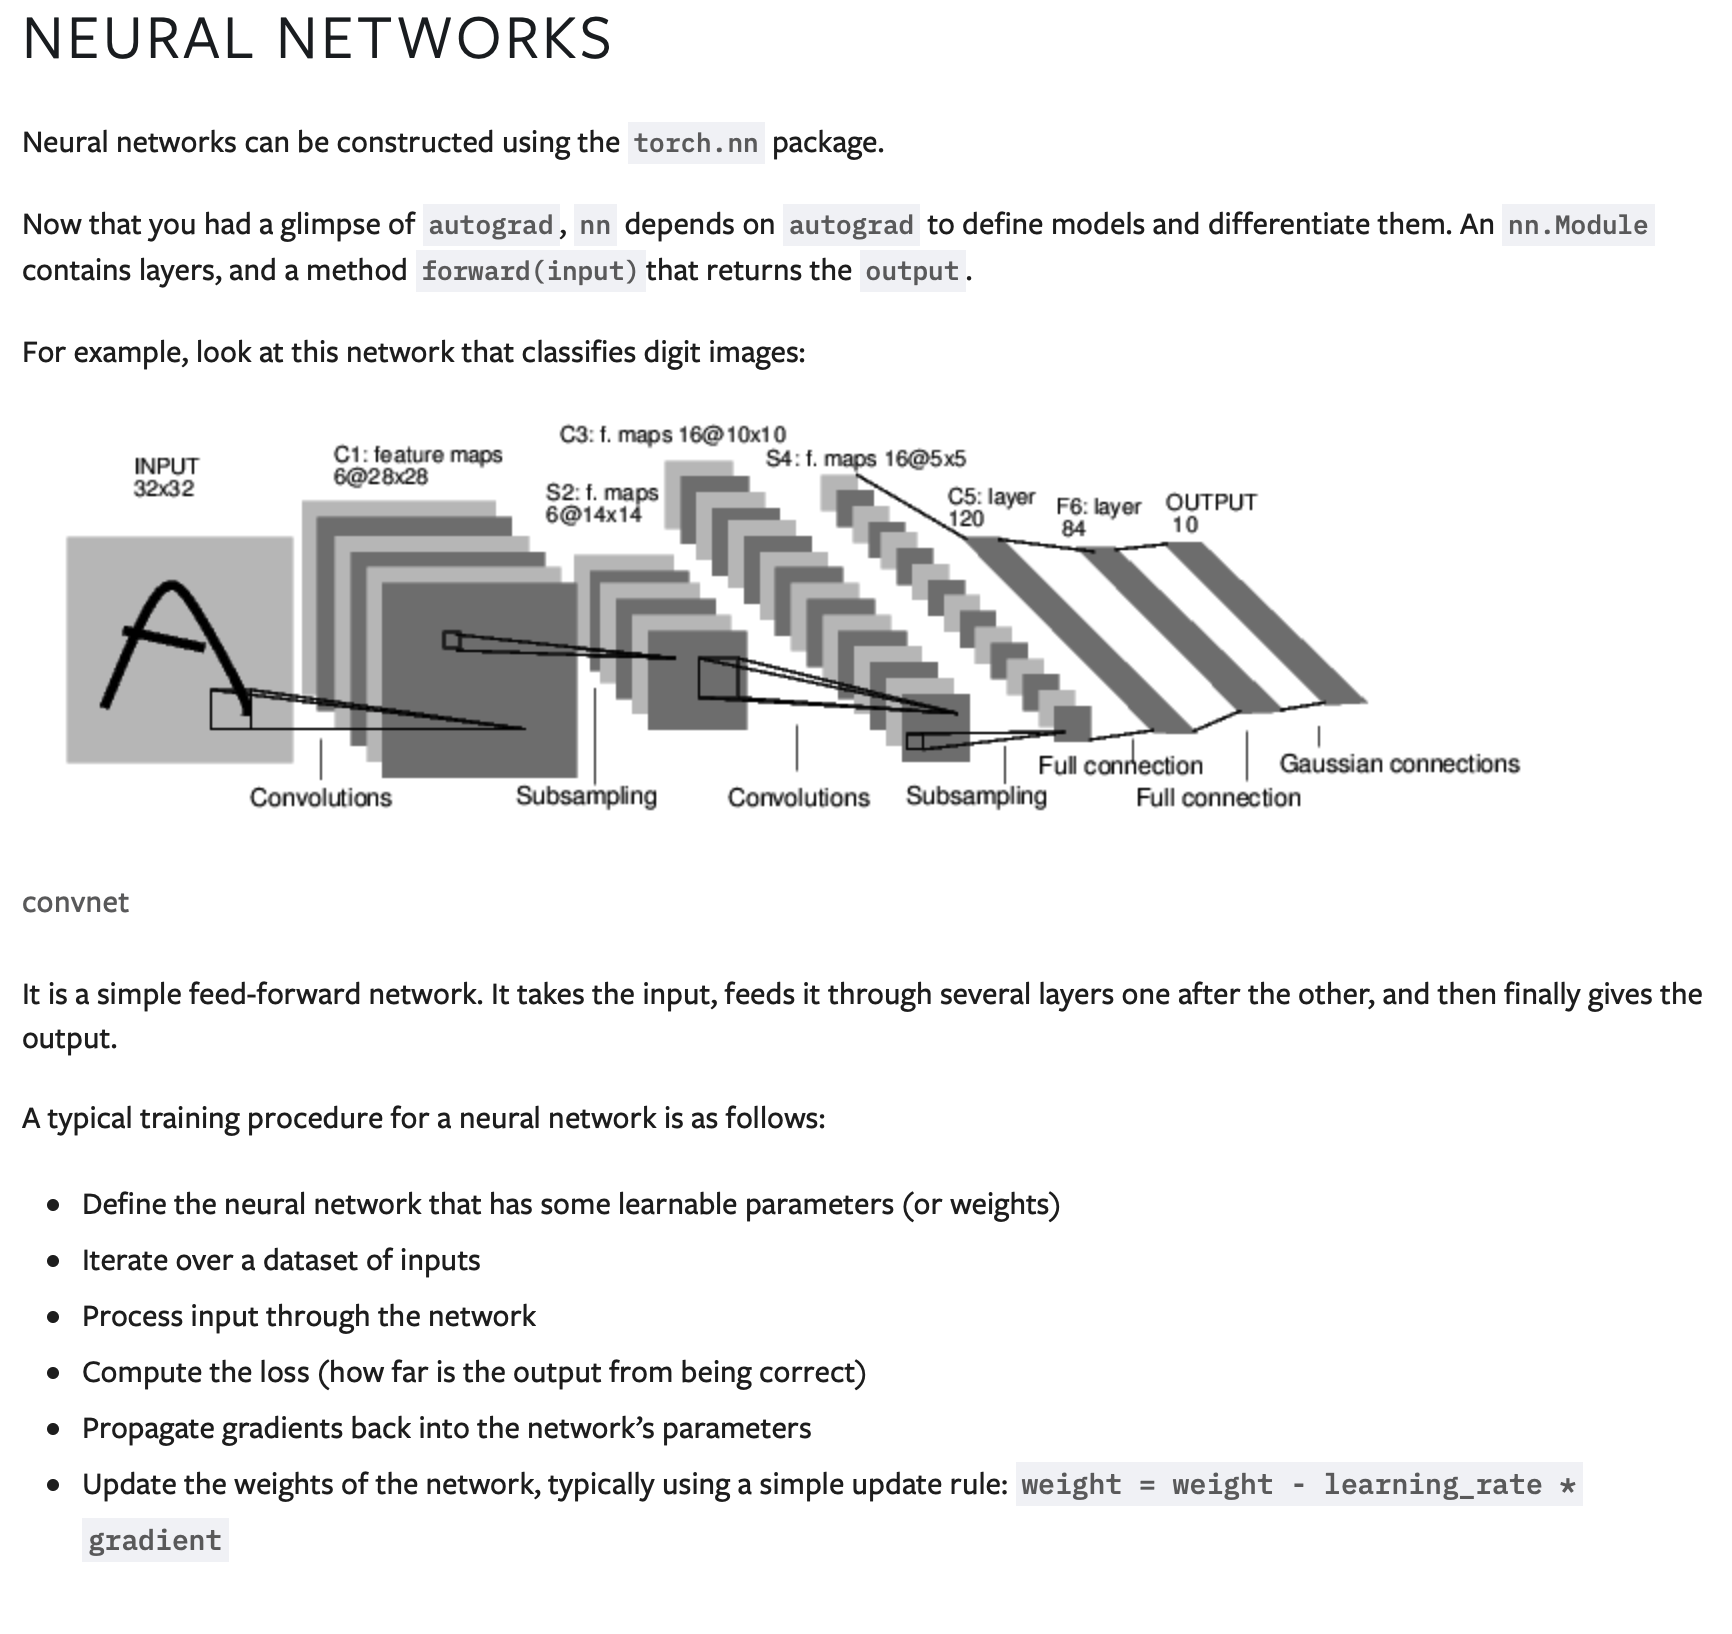 NEURAL NETWORKS
Neural networks can be constructed using the torch.nn package.
Now that you had a glimpse of autograd, nn depends on autograd to define models and differentiate them. An nn.Module
contains layers, and a method forward(input) that returns the output.
For example, look at this network that classifies digit images:
INPUT
32x32
C1: feature maps
6@28x28
S2: f. maps
6@14x14
C3: f. maps 16@10x10
S4: f. maps 16@5x5
C5: layer
120
F6: layer
84
OUTPUT
10
A
Convolutions
Subsampling
Convolutions
Subsampling
Full connection
Full connection
Gaussian connections
convnet
It is a simple feed-forward network. It takes the input, feeds it through several layers one after the other, and then finally gives the
output.
A typical training procedure for a neural network is as follows:
• Define the neural network that has some learnable parameters (or weights)
• Iterate over a dataset of inputs
• Process input through the network
• Compute the loss (how far is the output from being correct)
• Propagate gradients back into the network’s parameters
• Update the weights of the network, typically using a simple update rule: weight = weight - learning_rate *
gradient